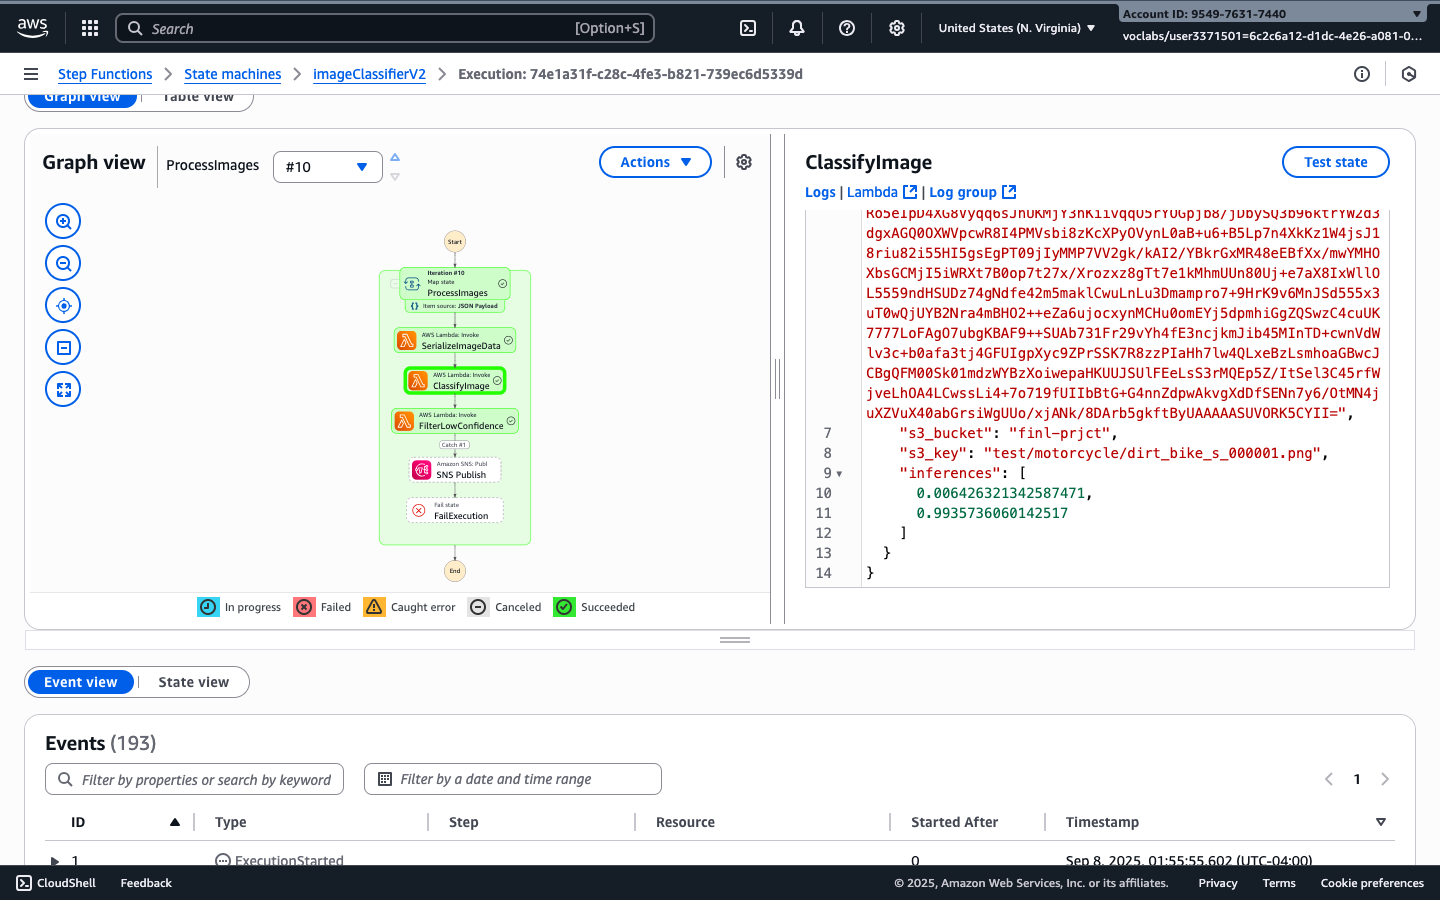 aws
Search
[Option+S]
United States (N. Virginia)
Account ID: 9549-7631-7440
voclabs/user3371501=6c2c6a12-d1dc-4e26-a081-0...
Step Functions
State machines
imageClassifierV2
Execution: 74e1a31f-c28c-4fe3-b821-739ec6d5339d
Graph view
Table view
Graph view
ProcessImages
#10
Actions
Start
Iteration #10
Map state
ProcessImages
Item source: JSON Payload
AWS Lambda: Invoke
SerializeImageData
AWS Lambda: Invoke
ClassifyImage
AWS Lambda: Invoke
FilterLowConfidence
Catch #1
Amazon SNS: Publ
SNS Publish
Fail state
FailExecution
End
In progress
Failed
Caught error
Canceled
Succeeded
ClassifyImage
Test state
Logs | Lambda | Log group
Ro5eIpD4XG8Vyqq6sJhUKMjY3nK1ivqqO5rYUGpjb8/jDbySQ3b96ktrYW2d3
dgxAGQ0OXWVpcwR8I4PMVsbi8zKcXPyOVynL0aB+u6+B5Lp7n4XkKz1W4jsJ1
8riu82i55HI5gsEgPT09jIyMMP7VV2gk/kAI2/YBkrGxMR48eEBfXx/mwYMHO
XbsGCMjI5iWRXt7B0op7t27x/Xrozxz8gTt7e1kMhmUUn80Uj+e7aX8IxWllO
L5559ndHSUDz74gNdfe42m5maklCwuLnLu3Dmampro7+9HrK9v6MnJSd555x3
uT0wQjUYB2Nra4mBHO2++eZa6ujocxynMCHu0omEYj5dpmhiGgZQSwzC4cuUK
7777LoFAgO7ubgKBAF9++SUAb731Fr29vYh4fE3ncjkmJib45MInTD+cwnVdW
lv3c+b0afa3tj4GFUIgpXyc9ZPrSSK7R8zzPIaHh7lw4QLxeBzLsmhoaGBwcJ
CBgQFM00Sk01mdzWYBzXoiwepaHKUUJSUlFEeLsS3rMQEp5Z/ItSel3C45rfW
jveLhOA4LCwssLi4+7o719fUIIbBtG+G4nnZdpwAkvgXdDfSENn7y6/OtMN4j
uXZVuX40abGrsiWgUUo/xjANk/8DArb5gkftByUAAAAASUVORK5CYII=",
7 "s3_bucket": "finl-prjct",
8 "s3_key": "test/motorcycle/dirt_bike_s_000001.png",
9 "inferences": [
10 0.006426321342587471,
11 0.9935736060142517
12 ]
13 }
14 }
Event view
State view
Events (193)
Filter by properties or search by keyword
Filter by a date and time range
1
ID
Type
Step
Resource
Started After
Timestamp
1
ExecutionStarted
0
Sep 8, 2025, 01:55:55.602 (UTC-04:00)
CloudShell
Feedback
© 2025, Amazon Web Services, Inc. or its affiliates.
Privacy
Terms
Cookie preferences